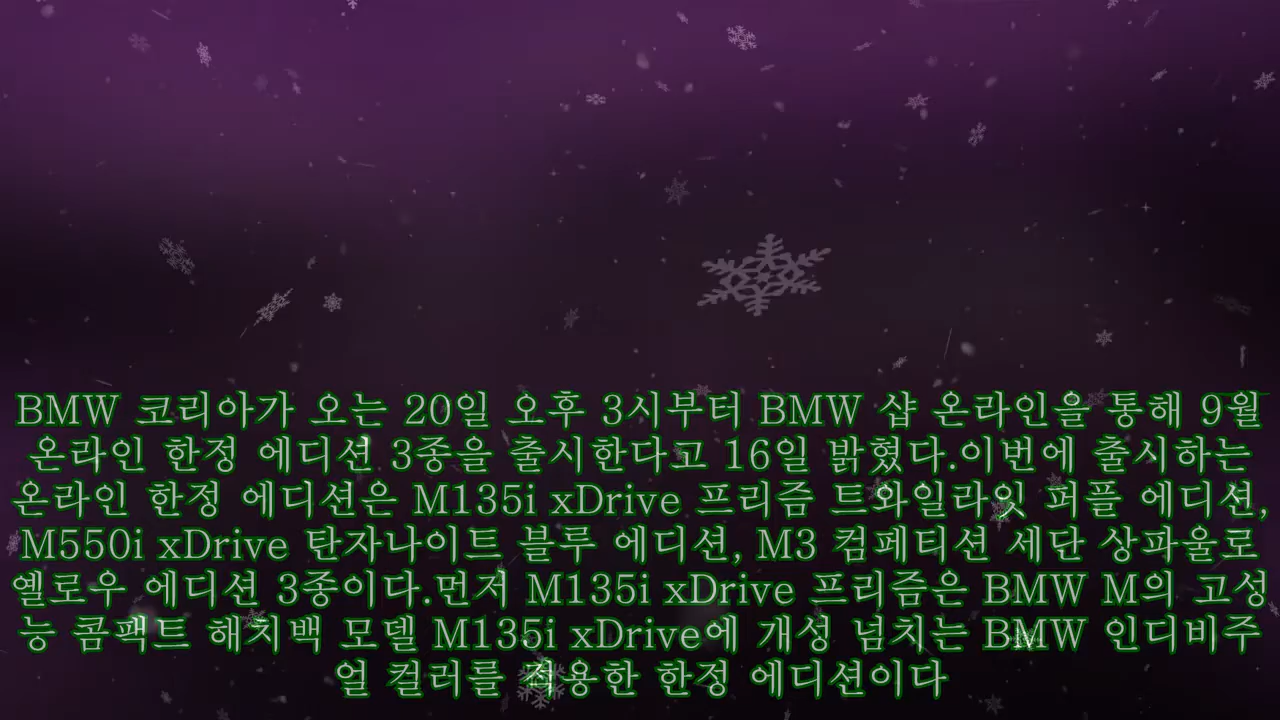 BMW 코리아가 오는 20일 오후 3시부터 BMW 샵 온라인을 통해 9월
온라인 한정 에디션 3종을 출시한다고 16일 밝혔다.이번에 출시하는
온라인 한정 에디션은 M135i xDrive 프리즘 트와일라잇 퍼플 에디션,
M550i xDrive 탄자나이트 블루 에디션, M3 컴페티션 세단 상파울로
옐로우 에디션 3종이다.먼저 M135i xDrive 프리즘은 BMW M의 고성
능 콤팩트 해치백 모델 M135i xDrive에 개성 넘치는 BMW 인디비주
얼 컬러를 적용한 한정 에디션이다